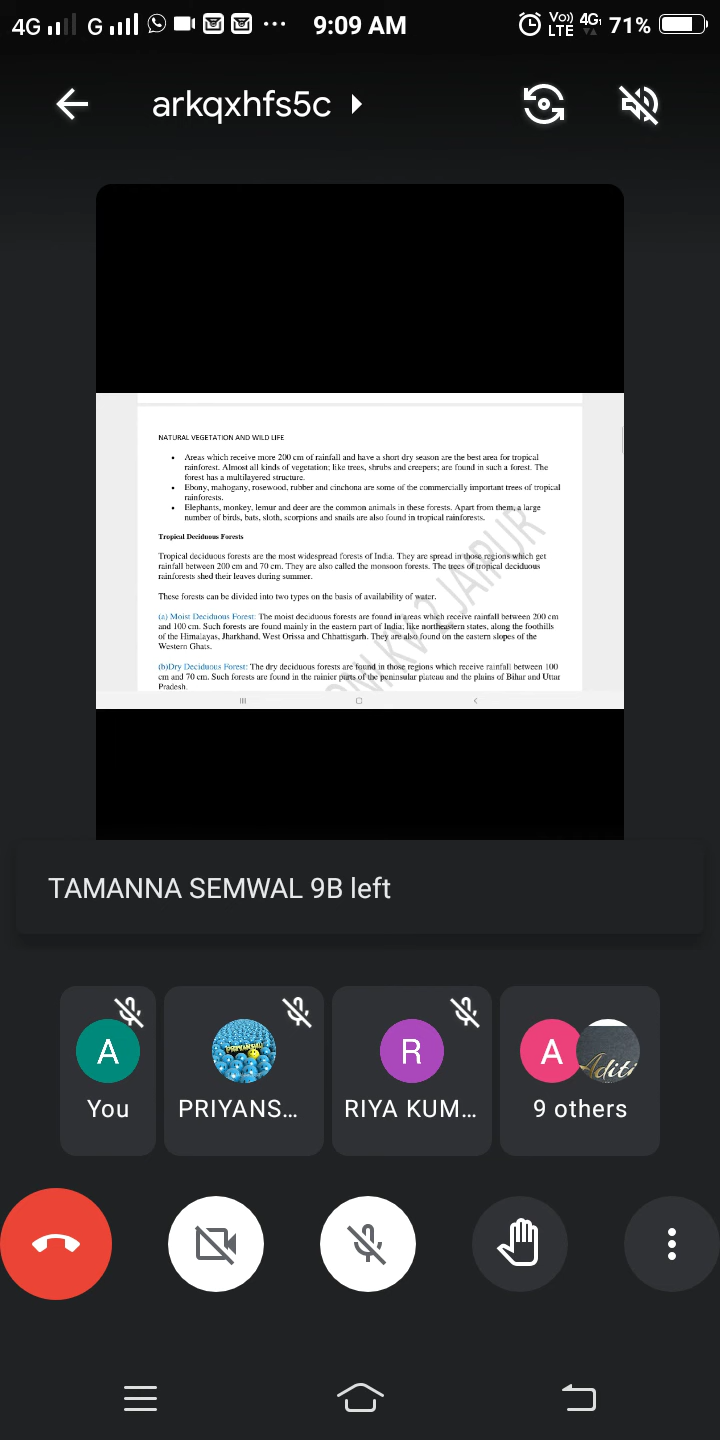 4G G 9:09 AM Vo)) LTE 4G 71%
arkqxhfs5c
NATURAL VEGETATION AND WILD LIFE
• Areas which receive more 200 cm of rainfall and have a short dry season are the best area for tropical
rainforest. Almost all kinds of vegetation; like trees, shrubs and creepers; are found in such a forest. The
forest has a multilayered structure.
• Ebony, mahogany, rosewood, rubber and cinchona are some of the commercially important trees of tropical
rainforests.
• Elephants, monkey, lemur and deer are the common animals in these forests. Apart from them, a large
number of birds, bats, sloth, scorpions and snails are also found in tropical rainforests.
Tropical Deciduous Forests
Tropical deciduous forests are the most widespread forests of India. They are spread in those regions which get
rainfall between 200 cm and 70 cm. They are also called the monsoon forests. The trees of tropical deciduous
rainforests shed their leaves during summer.
These forests can be divided into two types on the basis of availability of water.
(a) Moist Deciduous Forest: The moist deciduous forests are found in areas which receive rainfall between 200 cm
and 100 cm. Such forests are found mainly in the eastern part of India; like northeastern states, along the foothills
of the Himalayas, Jharkhand, West Orissa and Chhattisgarh. They are also found on the eastern slopes of the
Western Ghats.
(b)Dry Deciduous Forest: The dry deciduous forests are found in those regions which receive rainfall between 100
cm and 70 cm. Such forests are found in the rainier parts of the peninsular plateau and the plains of Bihar and Uttar
Pradesh.
KV 2 JAIPUR
TAMANNA SEMWAL 9B left
A PRIYANSHU R A Aditi
You PRIYANS... RIYA KUM... 9 others